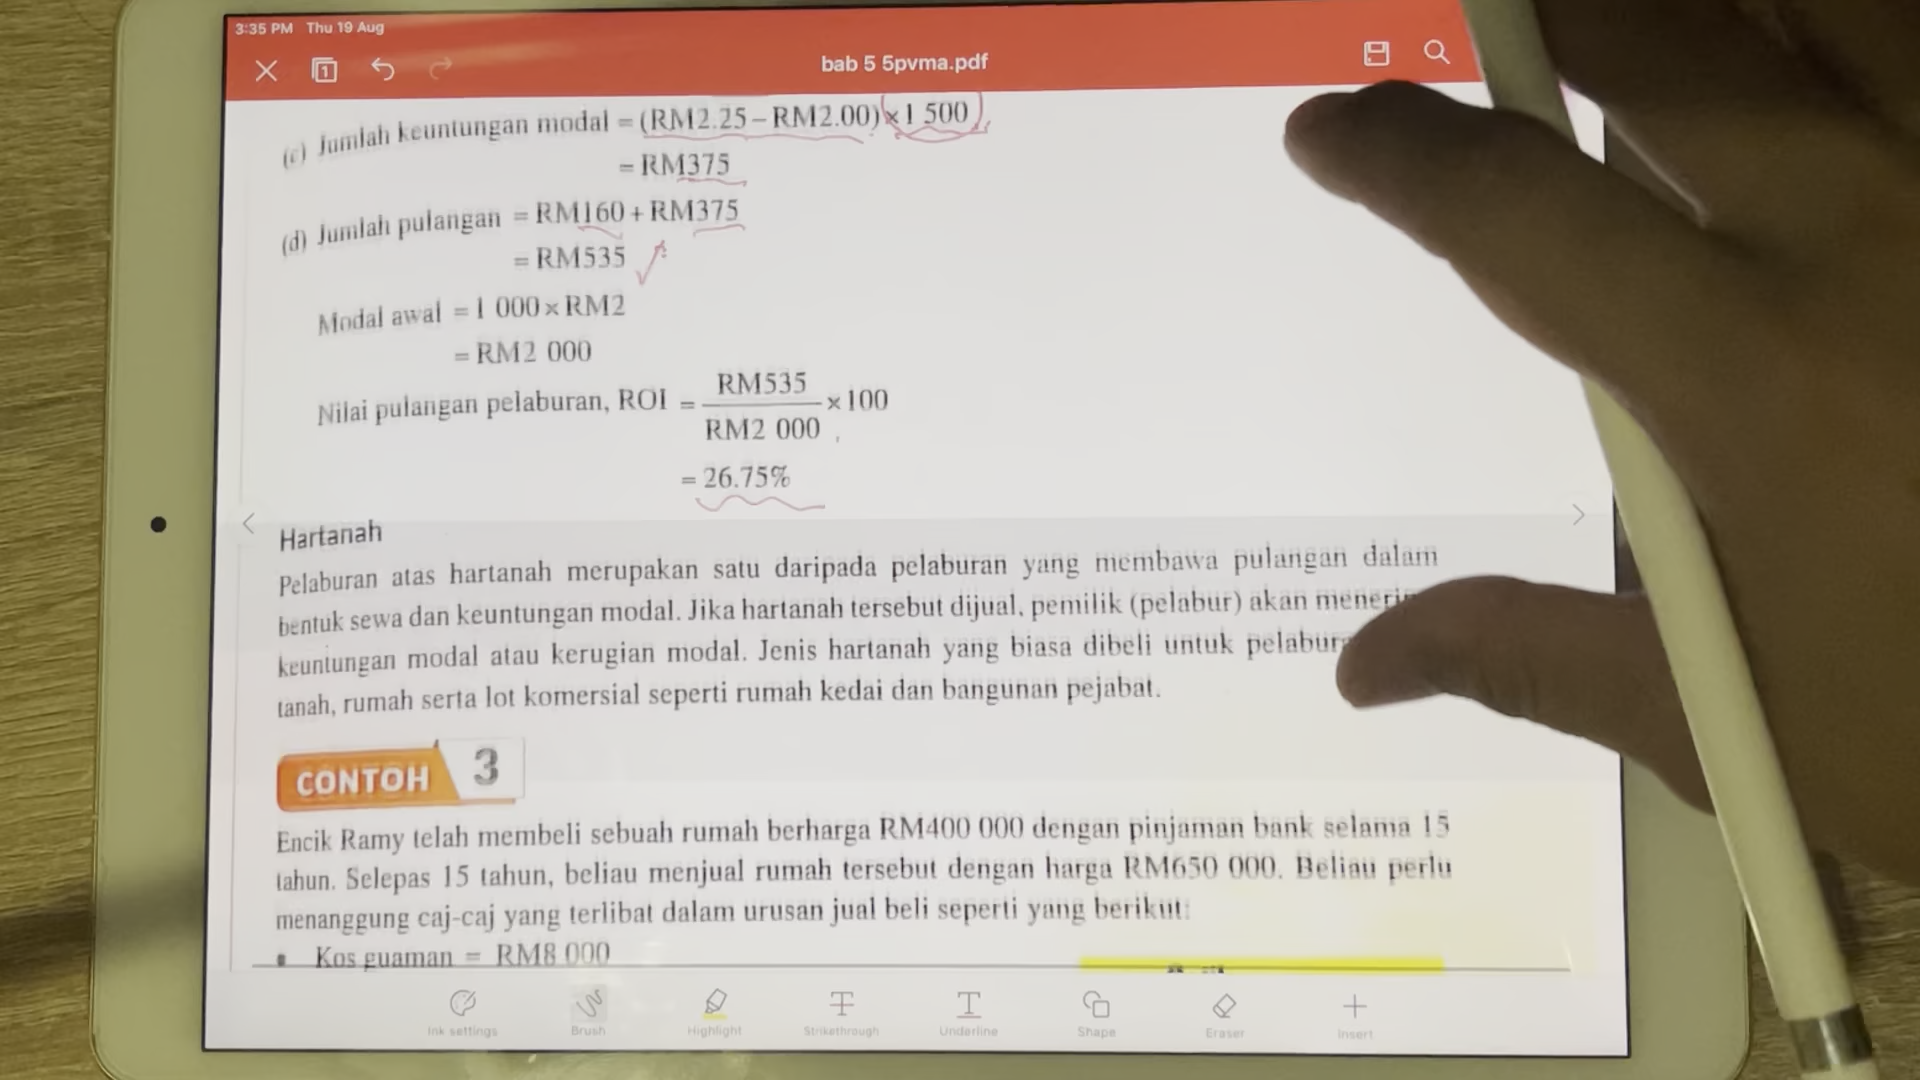 3:35 PM Thu 19 Aug
bab 5 5pvma.pdf
(c) Jumlah keuntungan modal = (RM2.25 – RM2.00) × 1 500
= RM375
(d) Jumlah pulangan = RM160 + RM375
= RM535
Modal awal = 1 000 × RM2
= RM2 000
Nilai pulangan pelaburan, ROI = RM535 / RM2 000 × 100
= 26.75%
Hartanah
Pelaburan atas hartanah merupakan satu daripada pelaburan yang membawa pulangan dalam
bentuk sewa dan keuntungan modal. Jika hartanah tersebut dijual, pemilik (pelabur) akan
keuntungan modal atau kerugian modal. Jenis hartanah yang biasa dibeli untuk
tanah, rumah serta lot komersial seperti rumah kedai dan bangunan pejabat.
CONTOH 3
Encik Ramy telah membeli sebuah rumah berharga RM400 000 dengan pinjaman bank selama 15
tahun. Selepas 15 tahun, beliau menjual rumah tersebut dengan harga RM650 000. Beliau perlu
menanggung caj-caj yang terlibat dalam urusan jual beli seperti yang berikut:
• Kos guaman = RM8 000
Ink settings Brush Highlight Strikethrough Underline Shape Eraser Insert